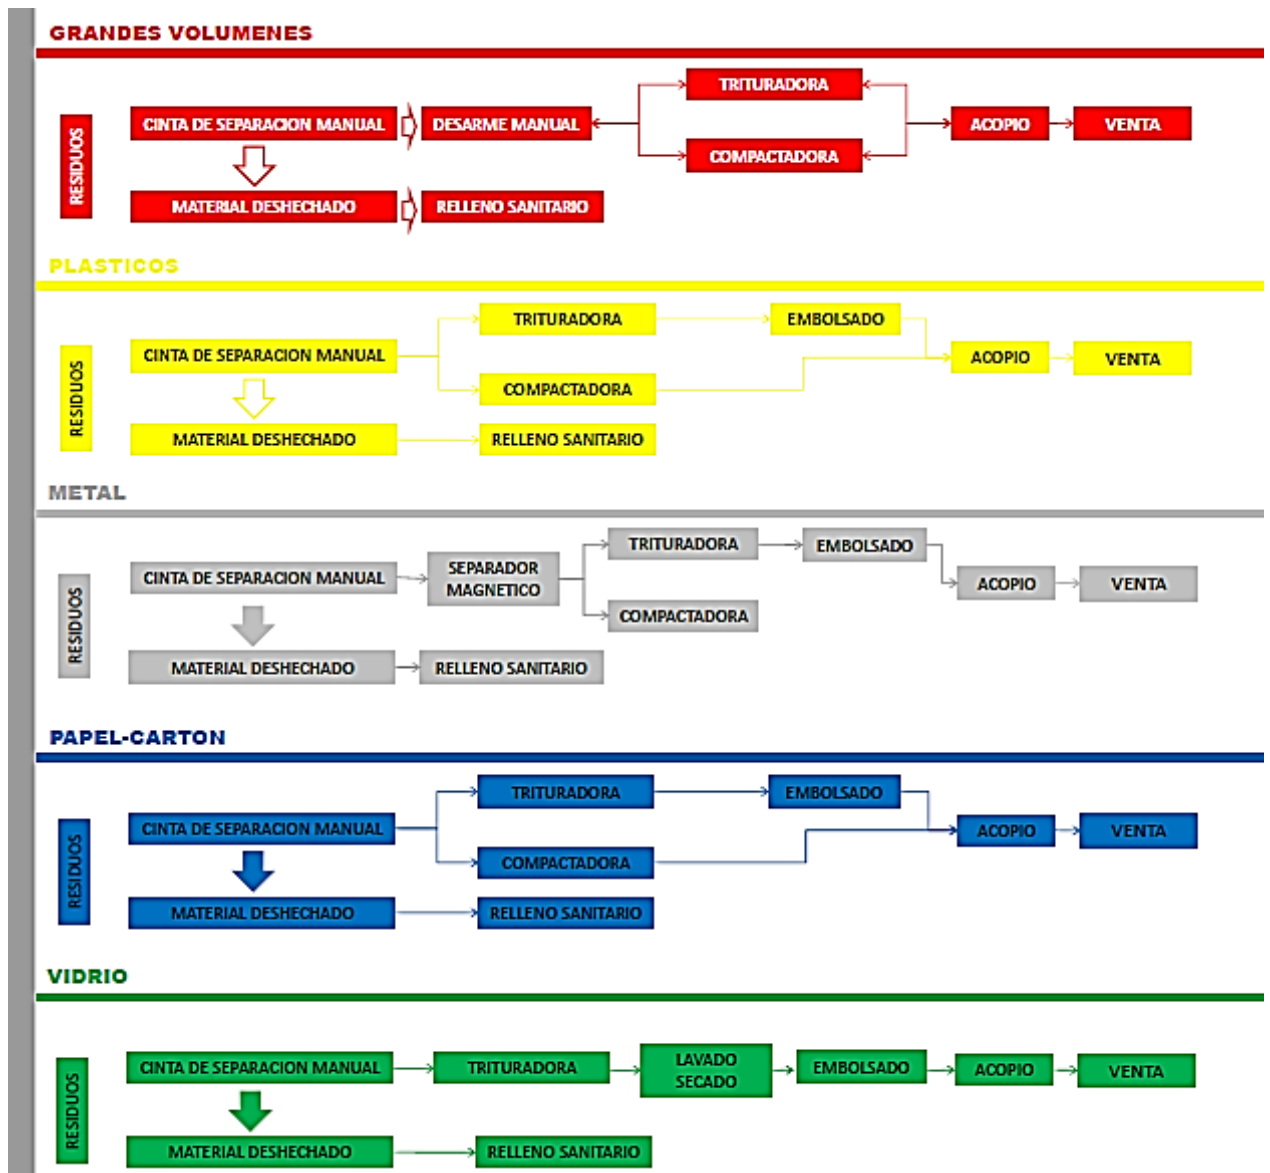 GRANDES VOLUMENES
RESIDUOS
CINTA DE SEPARACION MANUAL
DESARME MANUAL
TRITURADORA
COMPACTADORA
ACOPIO
VENTA
MATERIAL DESHECHADO
RELLENO SANITARIO
PLASTICOS
RESIDUOS
CINTA DE SEPARACION MANUAL
TRITURADORA
EMBOLSADO
COMPACTADORA
ACOPIO
VENTA
MATERIAL DESHECHADO
RELLENO SANITARIO
METAL
RESIDUOS
CINTA DE SEPARACION MANUAL
SEPARADOR
MAGNETICO
TRITURADORA
EMBOLSADO
COMPACTADORA
ACOPIO
VENTA
MATERIAL DESHECHADO
RELLENO SANITARIO
PAPEL-CARTON
RESIDUOS
CINTA DE SEPARACION MANUAL
TRITURADORA
EMBOLSADO
COMPACTADORA
ACOPIO
VENTA
MATERIAL DESHECHADO
RELLENO SANITARIO
VIDRIO
RESIDUOS
CINTA DE SEPARACION MANUAL
TRITURADORA
LAVADO
SECADO
EMBOLSADO
ACOPIO
VENTA
MATERIAL DESHECHADO
RELLENO SANITARIO